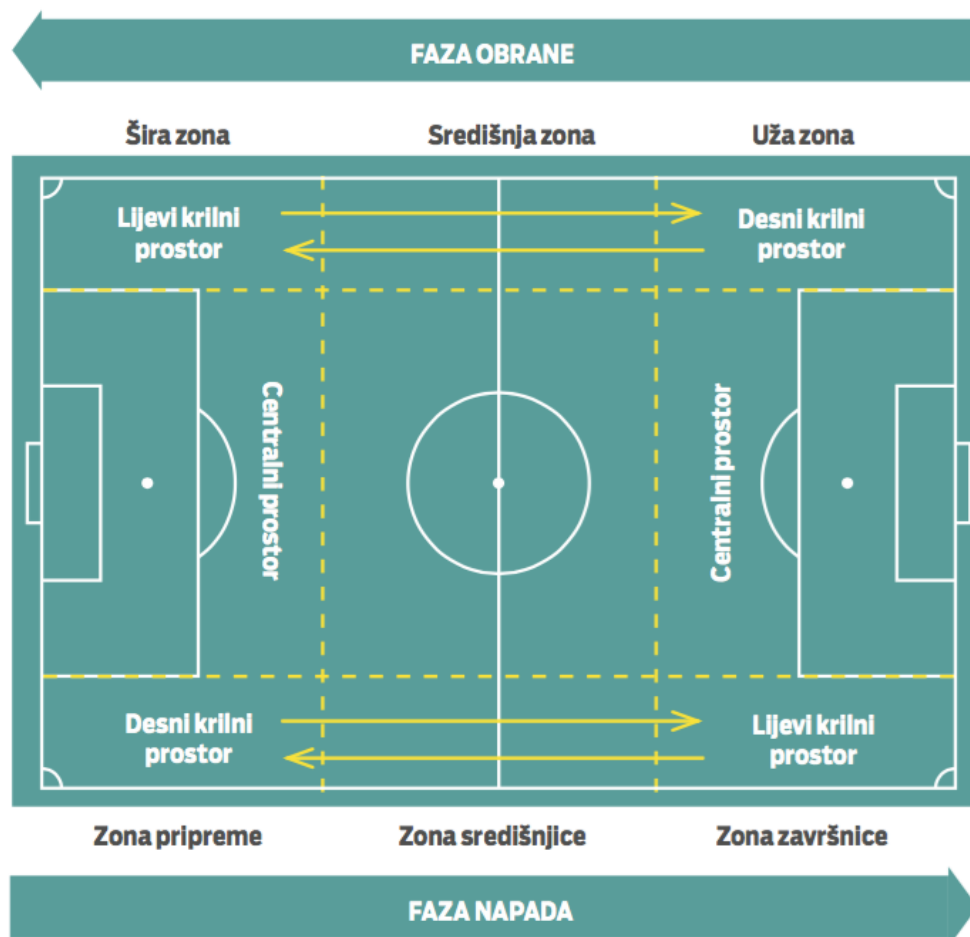 FAZA OBRANE
Šira zona
Središnja zona
Uža zona
Lijevi krilni
prostor
Desni krilni
prostor
Centralni prostor
Centralni prostor
Desni krilni
prostor
Lijevi krilni
prostor
Zona pripreme
Zona središnjice
Zona završnice
FAZA NAPADA